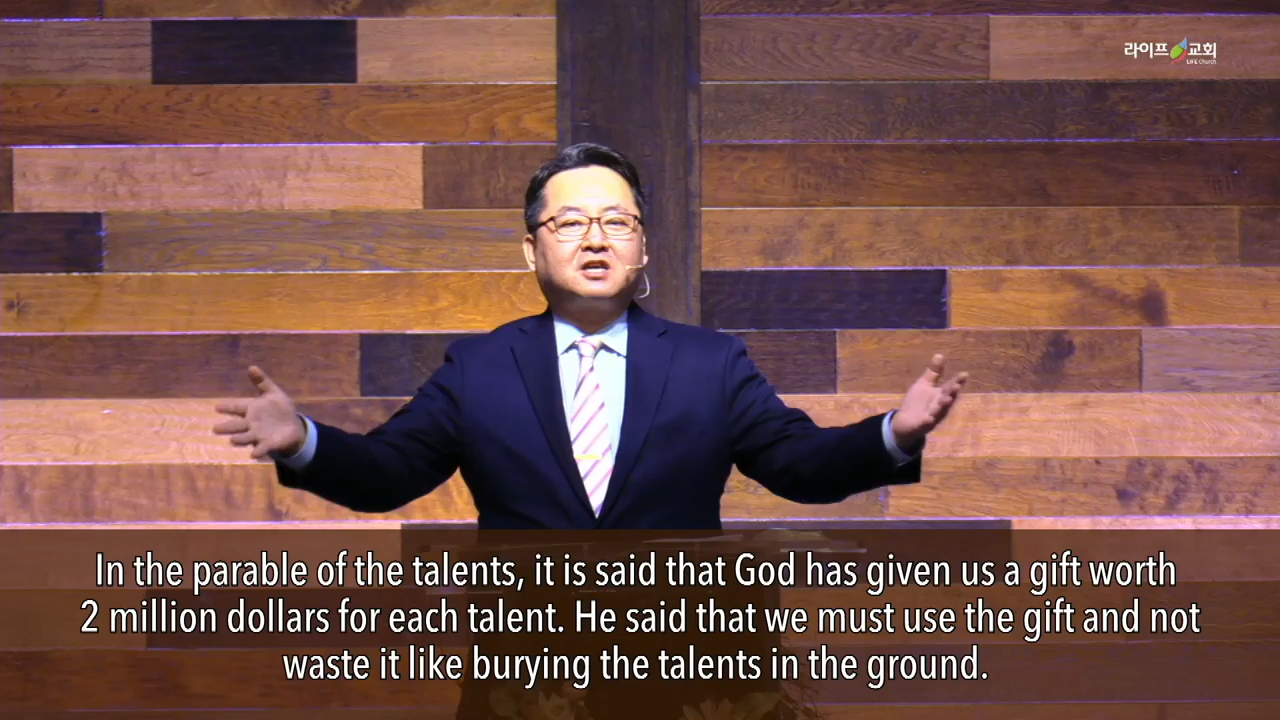 라이프 교회
LIFE Church
In the parable of the talents, it is said that God has given us a gift worth
2 million dollars for each talent. He said that we must use the gift and not
waste it like burying the talents in the ground.